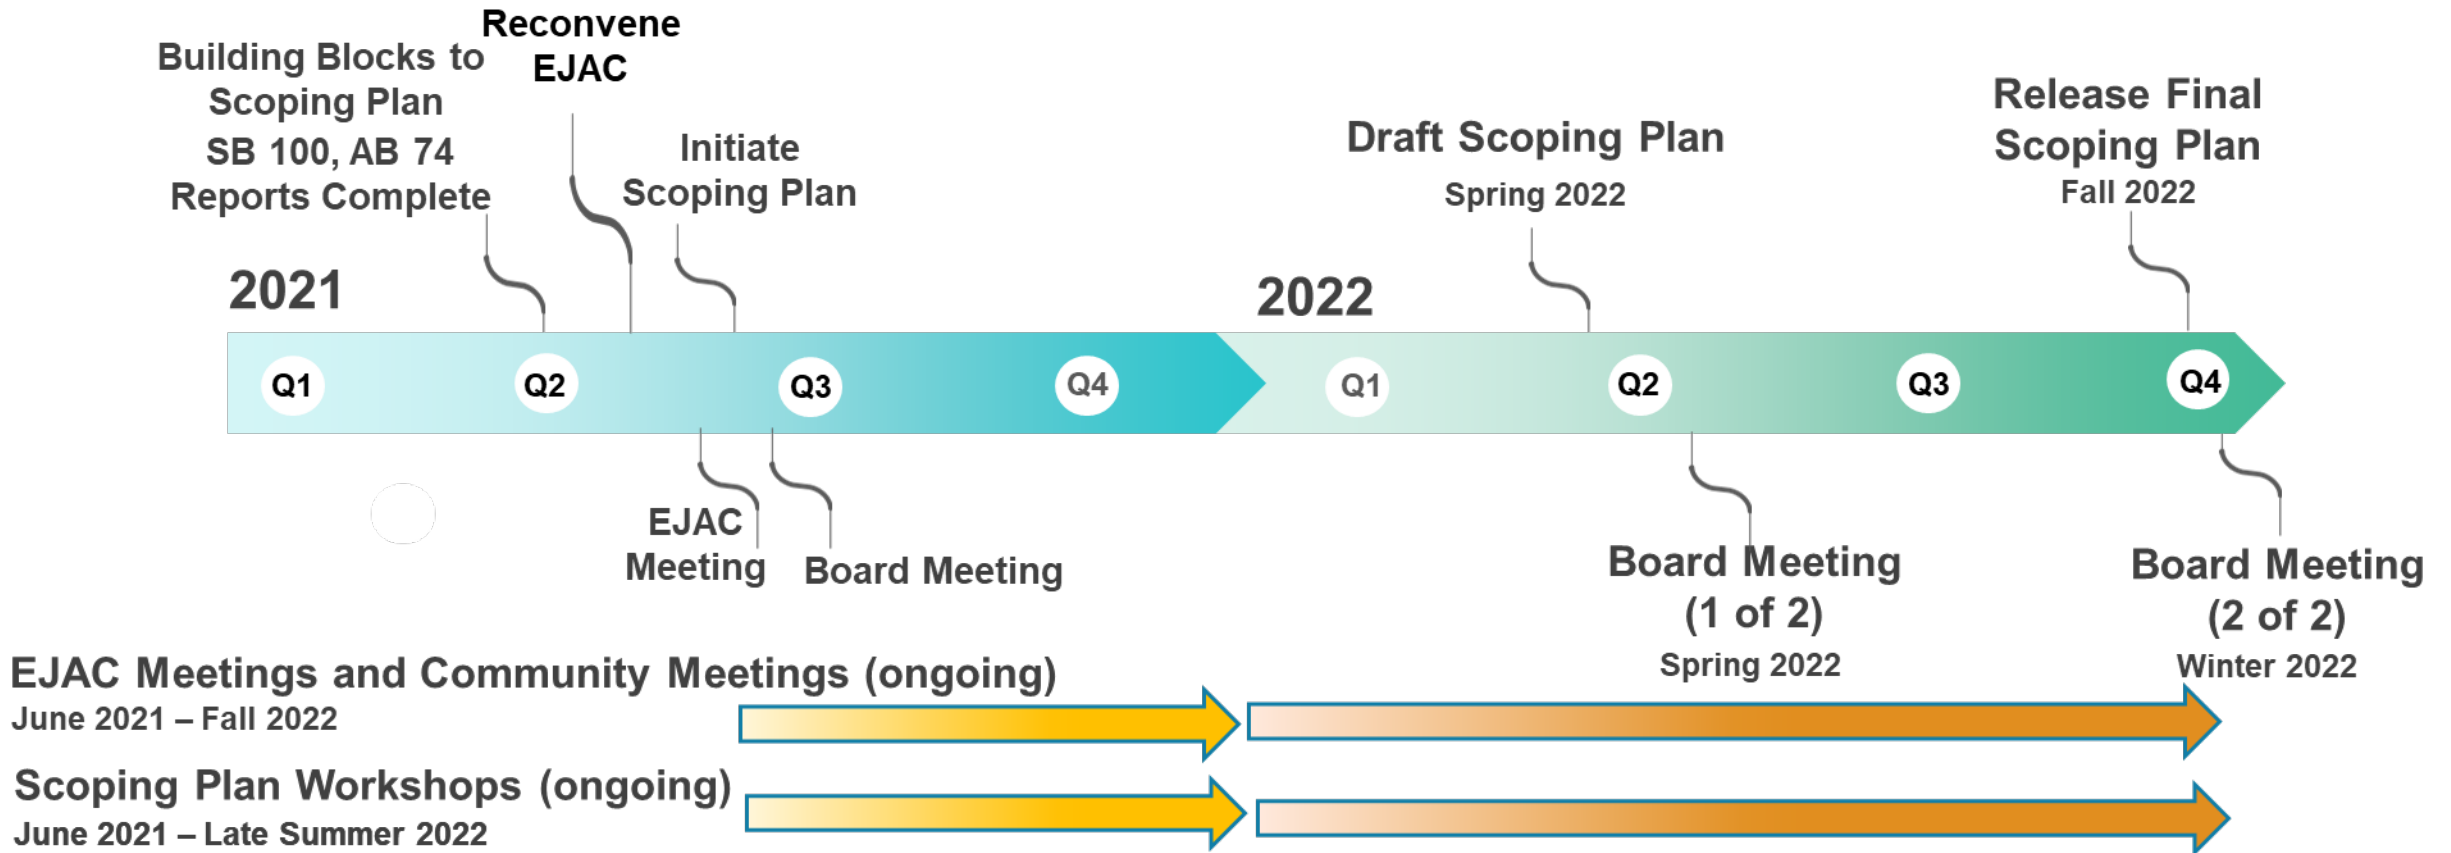 Reconvene
EJAC
Building Blocks to
Scoping Plan
SB 100, AB 74
Reports Complete
Initiate
Scoping Plan
Draft Scoping Plan
Spring 2022
Release Final
Scoping Plan
Fall 2022
2021
2022
Q1
Q2
Q3
Q4
Q1
Q2
Q3
Q4
EJAC
Meeting
Board Meeting
Board Meeting
(1 of 2)
Spring 2022
Board Meeting
(2 of 2)
Winter 2022
EJAC Meetings and Community Meetings (ongoing)
June 2021 – Fall 2022
Scoping Plan Workshops (ongoing)
June 2021 – Late Summer 2022